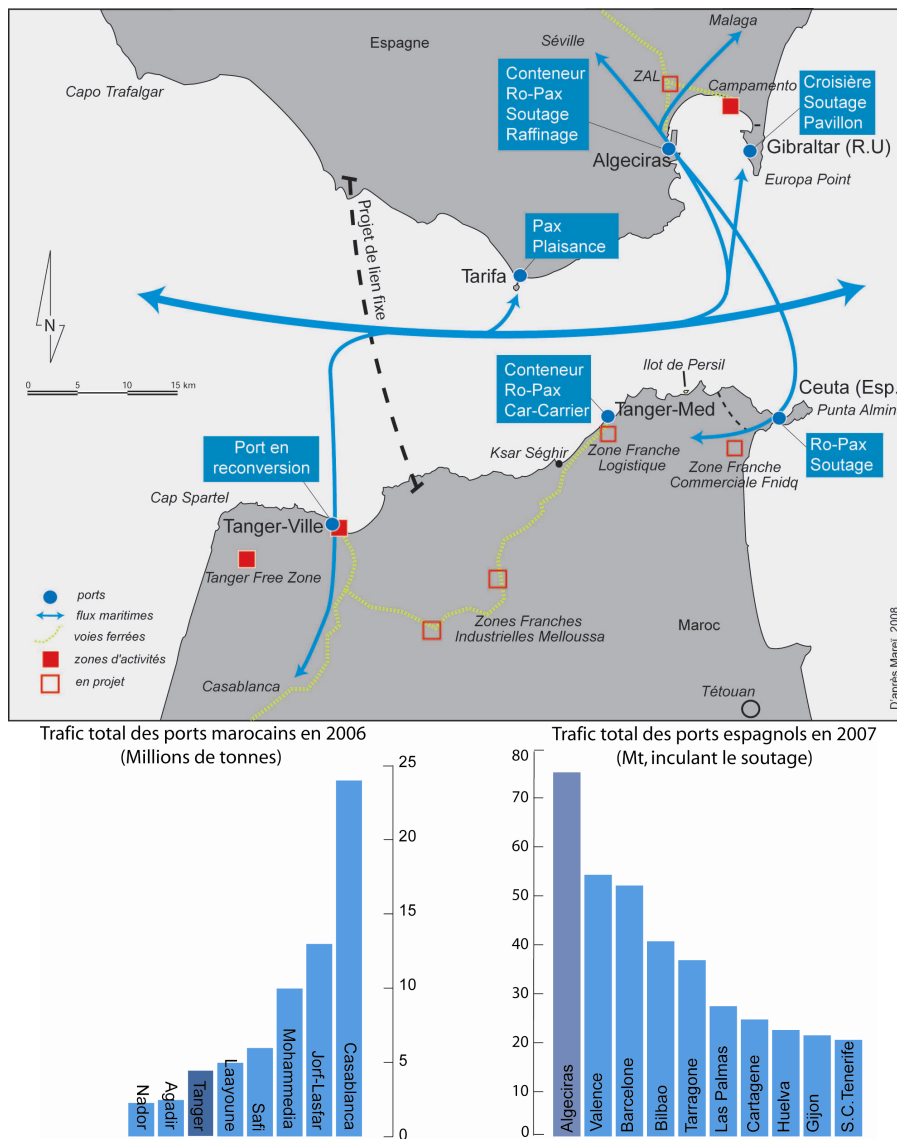 Malaga
Espagne
Séville
Capo Trafalgar
Conteneur
Ro-Pax
Soutage
Raffinage
ZAL
Campamento
Croisière
Soutage
Pavillon
Algeciras
Gibraltar (R.U)
Europa Point
Projet de lien fixe
Pax
Plaisance
Tarifa
N
0 5 10 15 km
Conteneur
Ro-Pax
Car-Carrier
Ilot de Persil
Tanger-Med
Ceuta (Esp.
Punta Almin
Ro-Pax
Soutage
Port en
reconversion
Ksar Séghir
Zone Franche
Logistique
Zone Franche
Commerciale Fnidq
Cap Spartel
Tanger-Ville
Tanger Free Zone
Zones Franches
Industrielles Melloussa
Maroc
Tétouan
Casablanca
ports
flux maritimes
voies ferrées
zones d'activités
en projet
D'après Mareï, 2008
Trafic total des ports marocains en 2006
(Millions de tonnes)
25
20
15
10
5
0
Nador
Agadir
Tanger
Laayoune
Safi
Mohammedia
Jorf-Lasfar
Casablanca
Trafic total des ports espagnols en 2007
(Mt, inculant le soutage)
80
70
60
50
40
30
20
10
0
Algeciras
Valence
Barcelone
Bilbao
Tarragone
Las Palmas
Cartagene
Huelva
Gijon
S.C.Tenerife